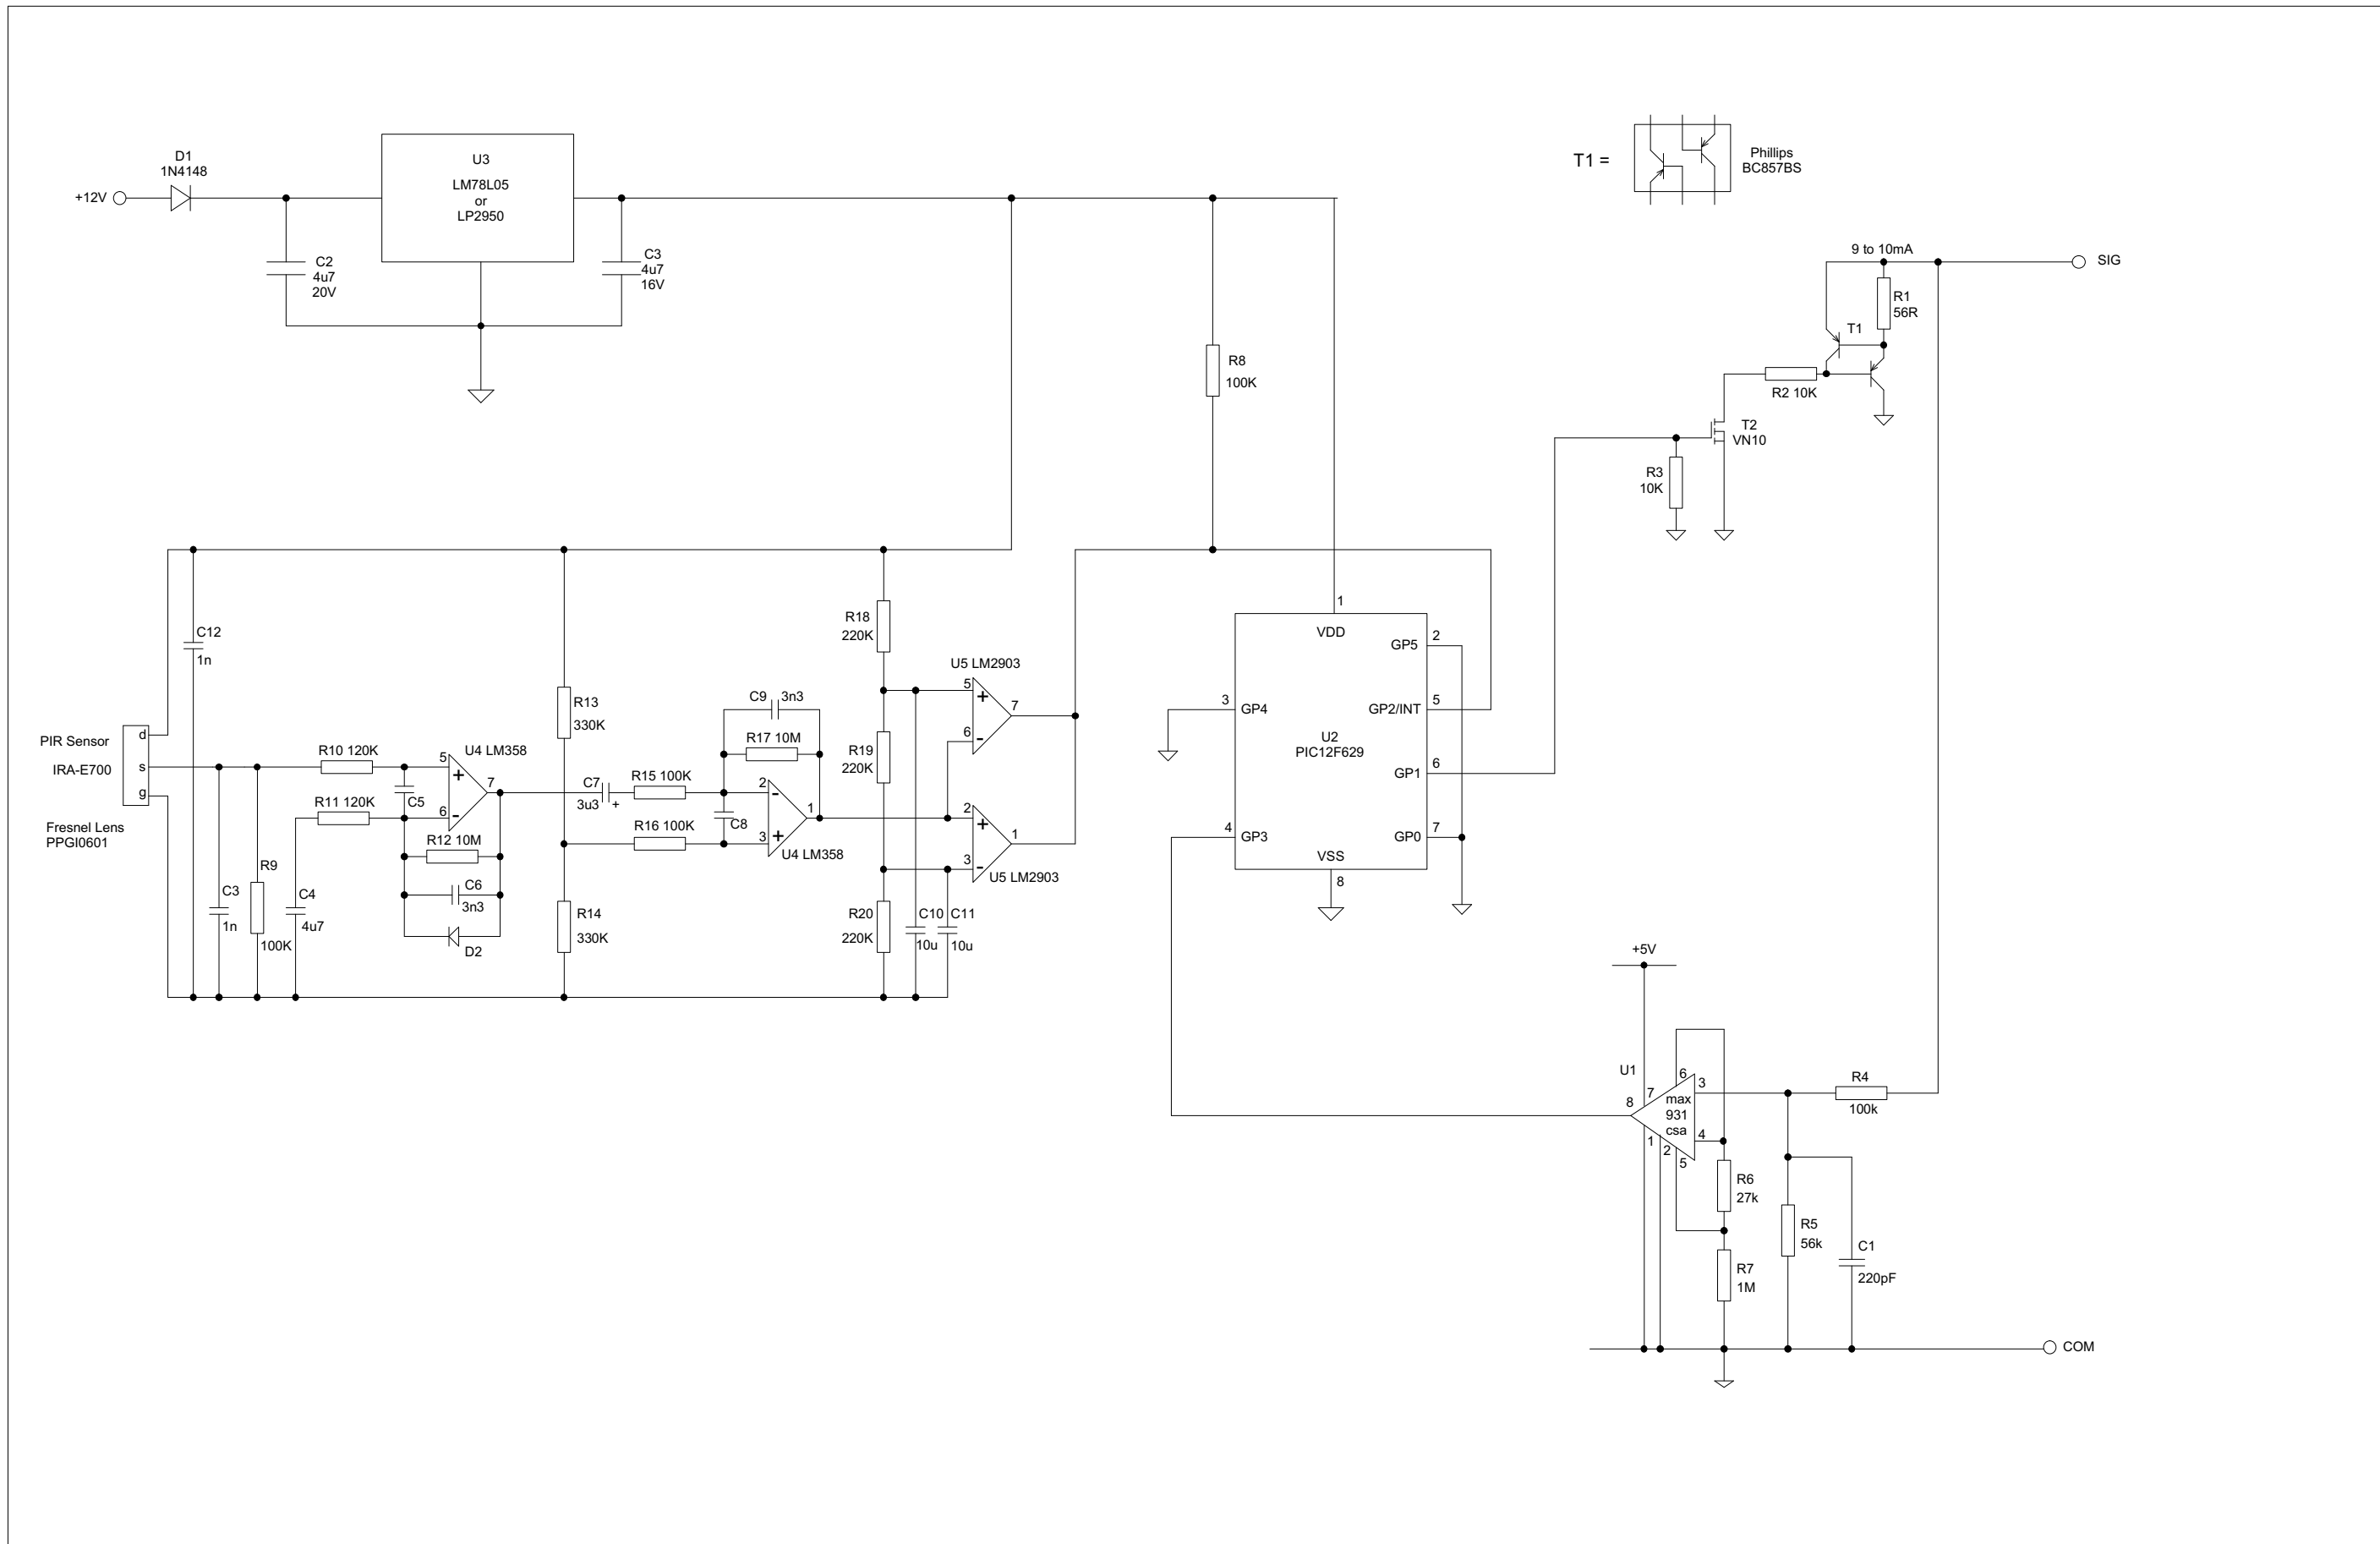 D1
1N4148
+12V
U3
LM78L05
or
LP2950
C2
4u7
20V
C3
4u7
16V
T1 =
Phillips
BC857BS
9 to 10mA
SIG
R1
56R
T1
R2 10K
T2
VN10
R3
10K
R8
100K
C12
1n
PIR Sensor
IRA-E700
d
s
g
Fresnel Lens
PPGI0601
R10 120K
R11 120K
C5
U4 LM358
5
+
6
-
7
R12 10M
C6
3n3
D2
C3
1n
R9
100K
C4
4u7
R13
330K
R14
330K
C7
3u3
+
R15 100K
R16 100K
C8
C9
3n3
R17 10M
2
-
3
+
1
U4 LM358
R18
220K
R19
220K
R20
220K
C10
10u
C11
10u
U5 LM2903
5
+
6
-
7
2
+
3
-
1
U5 LM2903
1
VDD
GP5
2
3
GP4
GP2/INT
5
U2
PIC12F629
GP1
6
4
GP3
GP0
7
VSS
8
+5V
U1
8
7
6
3
max
931
csa
4
1
2
5
R4
100k
R6
27k
R7
1M
R5
56k
C1
220pF
COM